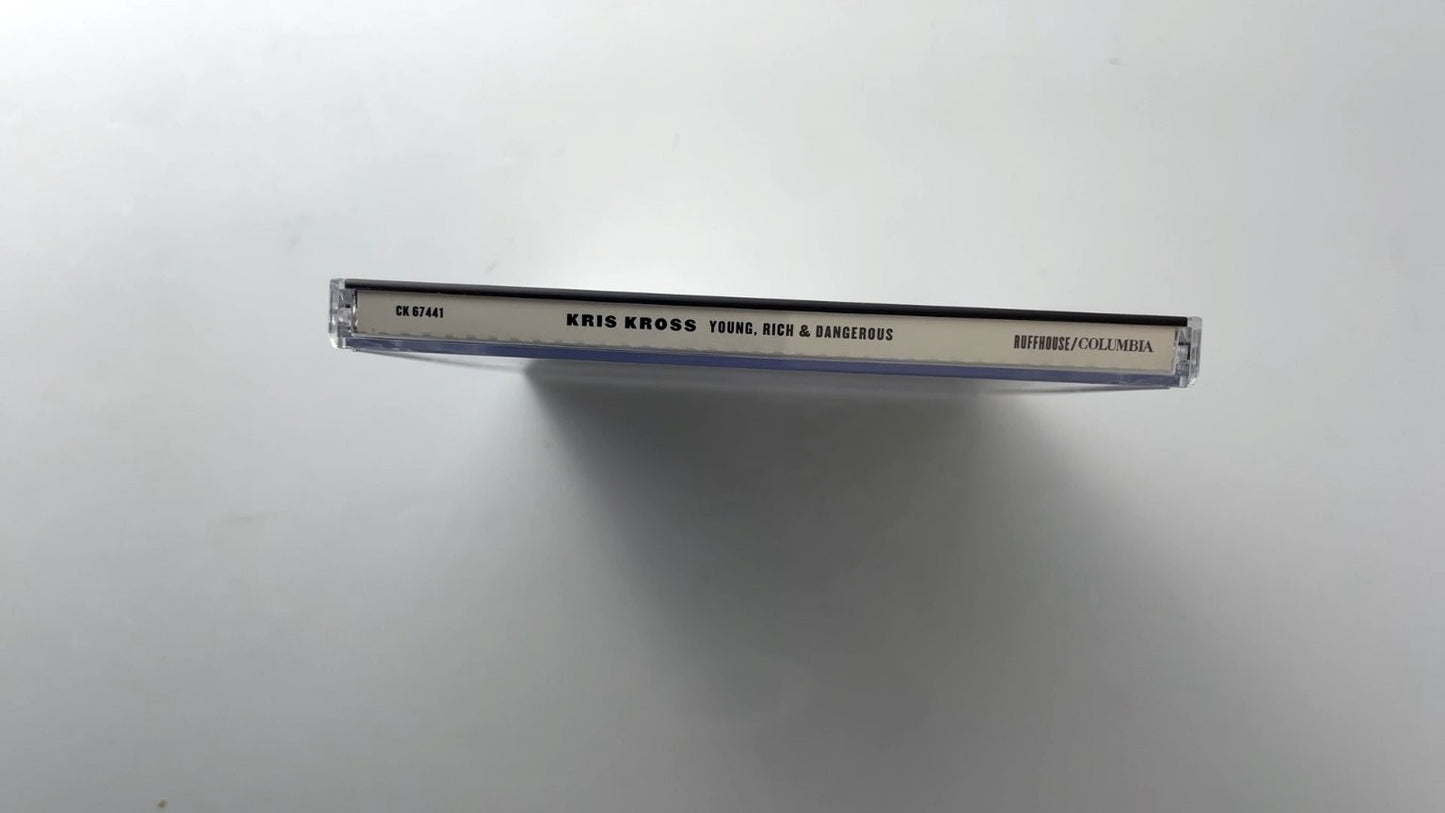 CK 67441 KRIS KROSS YOUNG, RICH & DANGEROUS RUFFHOUSE/COLUMBIA